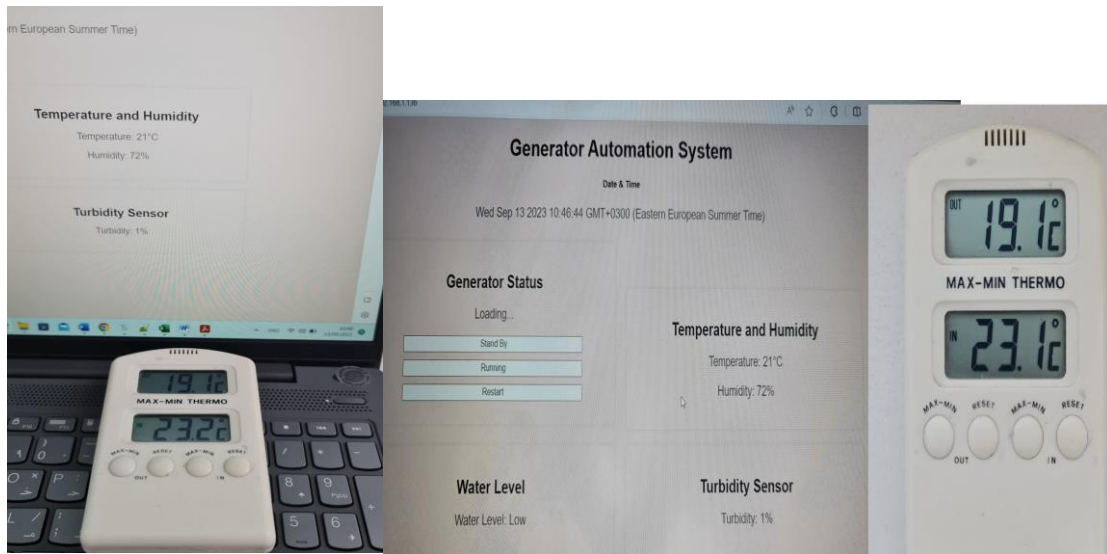 rn European Summer Time)
Temperature and Humidity
Temperature: 21°C
Humidity: 72%
Turbidity Sensor
Turbidity: 1%
19.1°c
MAX-MIN THERMO
23.2°c
MAX-MIN RESET MAX-MIN RESET
OUT IN
Generator Automation System
Date & Time
Wed Sep 13 2023 10:46:44 GMT+0300 (Eastern European Summer Time)
Generator Status
Loading...
Stand By
Running
Restart
Temperature and Humidity
Temperature: 21°C
Humidity: 72%
Water Level
Water Level: Low
Turbidity Sensor
Turbidity: 1%
OUT 19.1°c
MAX-MIN THERMO
IN 23.1°c
MAX-MIN RESET MAX-MIN RESET
OUT IN